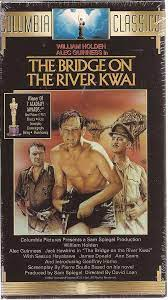 COLUMBIA CLASSICS
WILLIAM HOLDEN
ALEC GUINNESS in
THE BRIDGE ON
THE RIVER KWAI
Winner Of
7 ACADEMY
AWARDS
Columbia Pictures Presents a Sam Spiegel Production
William Holden
Alec Guinness, Jack Hawkins in "The Bridge on the River Kwai"
With Sessue Hayakawa, James Donald, Ann Sears,
And Introducing Geoffrey Horne
Screenplay by Pierre Boulle Based on his novel
Produced by Sam Spiegel Directed by David Lean